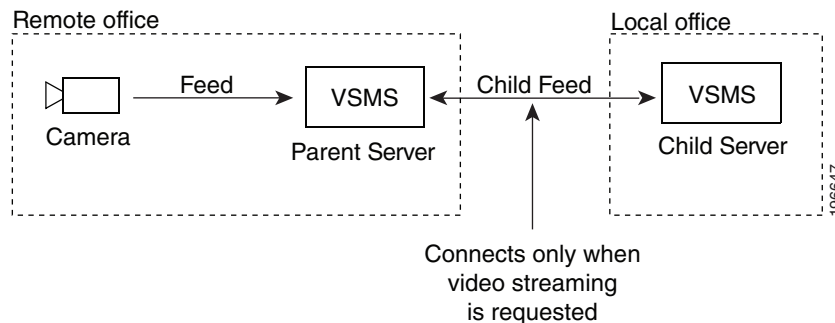 Remote office
Local office
Feed
VSMS
Child Feed
VSMS
Camera
Parent Server
Child Server
Connects only when
video streaming
is requested